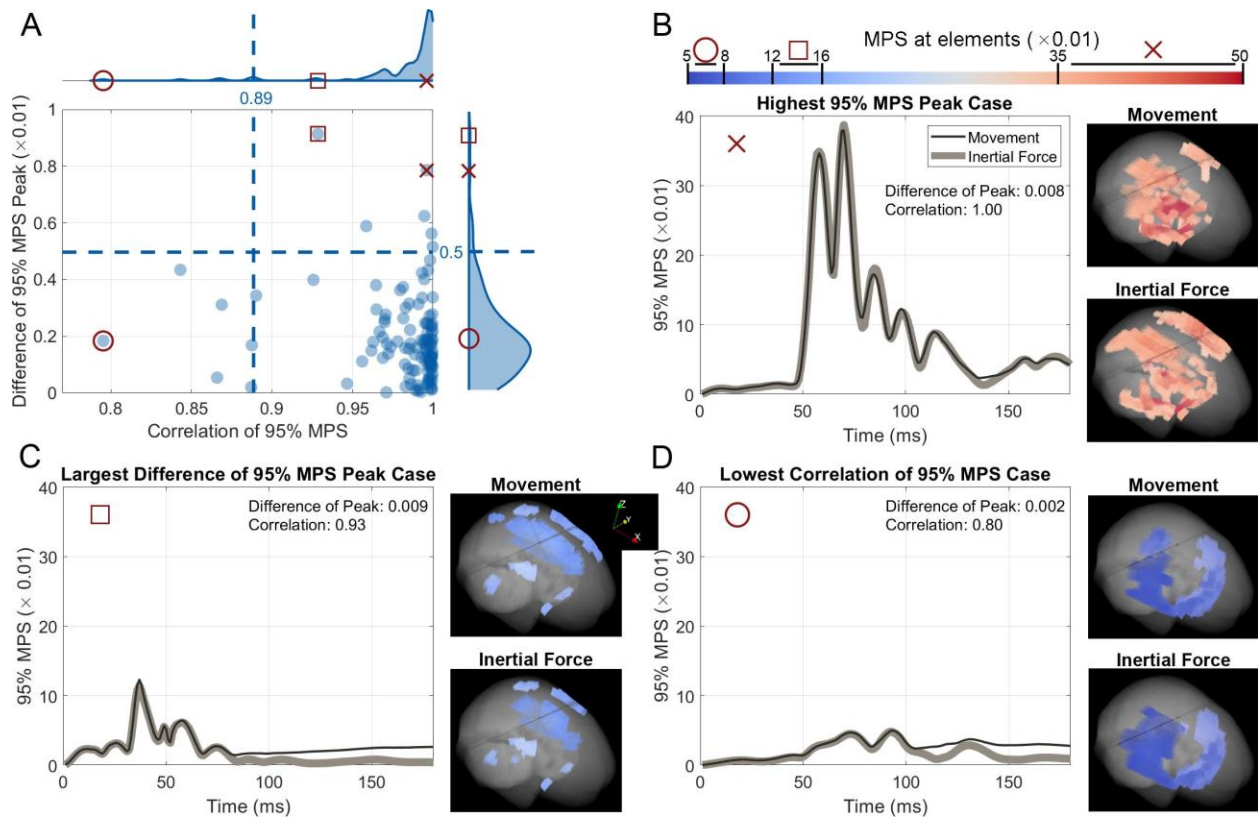 A
0.89
Difference of 95% MPS Peak (×0.01)
1
0.8
0.6
0.4
0.2
0
0.5
0.8
0.85
0.9
0.95
1
Correlation of 95% MPS
B
MPS at elements (×0.01)
5
8
12
16
35
50
Highest 95% MPS Peak Case
Movement
Inertial Force
Difference of Peak: 0.008
Correlation: 1.00
95% MPS (×0.01)
40
30
20
10
0
0
50
100
150
Time (ms)
Movement
Inertial Force
C
Largest Difference of 95% MPS Peak Case
Difference of Peak: 0.009
Correlation: 0.93
95% MPS (× 0.01)
40
30
20
10
0
0
50
100
150
Time (ms)
Movement
Z
Y
X
Inertial Force
D
Lowest Correlation of 95% MPS Case
Difference of Peak: 0.002
Correlation: 0.80
95% MPS (×0.01)
40
30
20
10
0
0
50
100
150
Time (ms)
Movement
Inertial Force